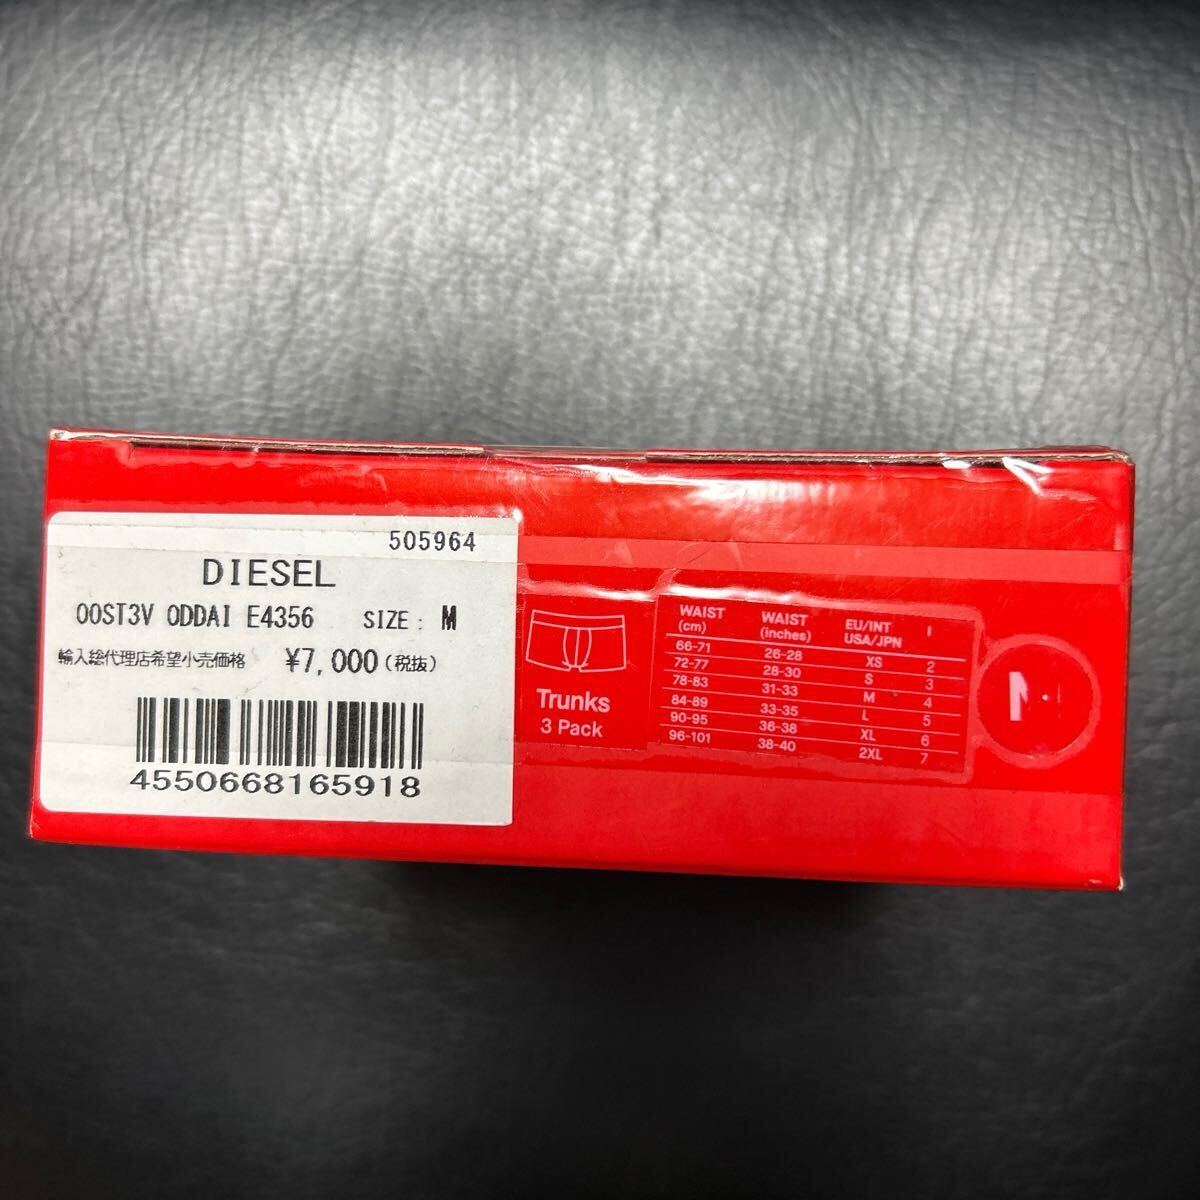 505964
DIESEL
00ST3V 0DDAI E4356 SIZE: M
輸入総代理店希望小売価格 ¥7,000(税抜)
4550668165918
Trunks
3 Pack
WAIST (cm) WAIST (inches) EU/INT USA/JPN I
66-71 26-28 XS 2
72-77 28-30 S 3
78-83 31-33 M 4
84-89 33-35 L 5
90-95 36-38 XL 6
96-101 38-40 2XL 7
M